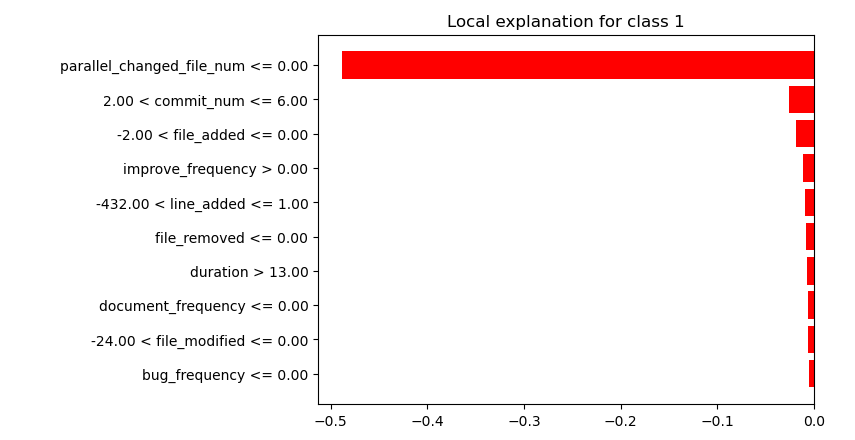 Local explanation for class 1
parallel_changed_file_num <= 0.00
2.00 < commit_num <= 6.00
-2.00 < file_added <= 0.00
improve_frequency > 0.00
-432.00 < line_added <= 1.00
file_removed <= 0.00
duration > 13.00
document_frequency <= 0.00
-24.00 < file_modified <= 0.00
bug_frequency <= 0.00
−0.5 −0.4 −0.3 −0.2 −0.1 0.0